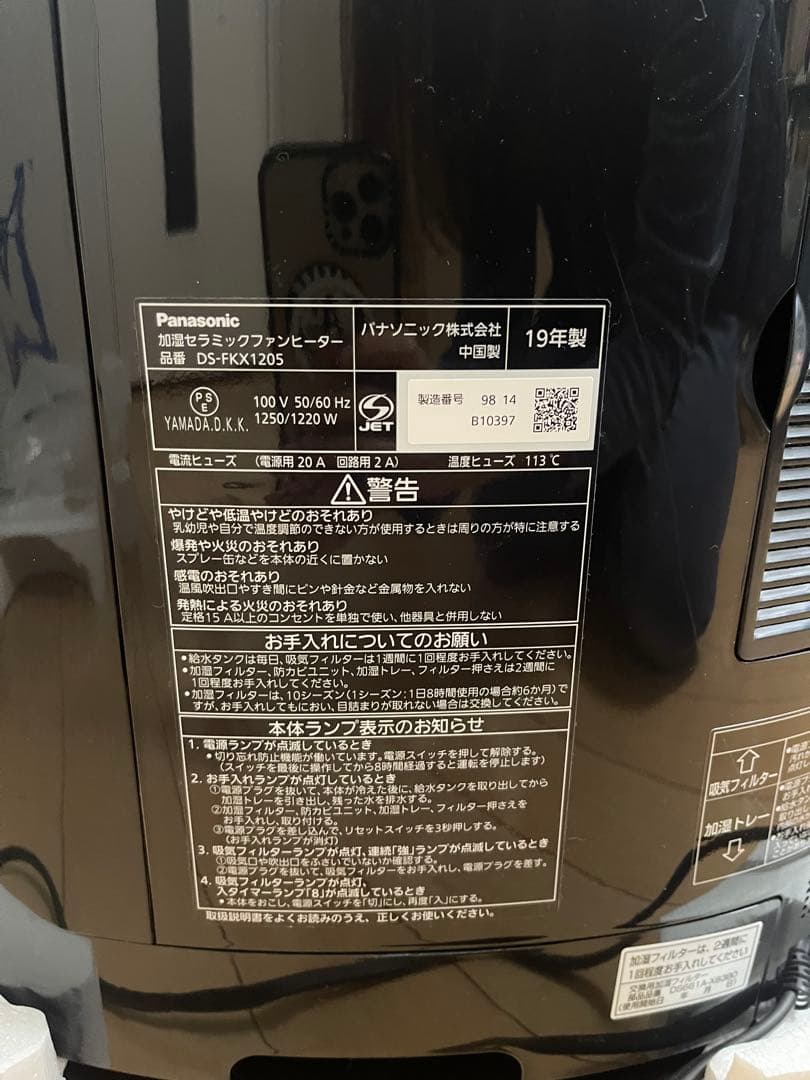 Panasonic
加湿セラミックファンヒーター
品番 DS-FKX1205
パナソニック株式会社
中国製
19年製
PSE
YAMADA.D.K.K.
100 V 50/60 Hz
1250/1220 W
S
JET
製造番号 98 14
B10397
電流ヒューズ (電源用20 A 回路用2 A) 温度ヒューズ 113℃
警告
やけどや低温やけどのおそれあり
乳幼児や自分で温度調節のできない方が使用するときは周りの方が特に注意する
爆発や火災のおそれあり
スプレー缶などを本体の近くに置かない
感電のおそれあり
温風吹出口やすき間にピンや針金など金属物を入れない
発熱による火災のおそれあり
定格15 A以上のコンセントを単独で使い、他器具と併用しない
お手入れについてのお願い
•給水タンクは毎日、吸気フィルターは1週間に1回程度お手入れしてください。
•加湿フィルター、防カビユニット、加湿トレー、フィルター押さえは2週間に
1回程度お手入れしてください。
•加湿フィルターは、10シーズン(1シーズン:1日8時間使用の場合約6か月)で
すが、お手入れしてもにおい、目詰まりが取れない場合は交換してください。
本体ランプ表示のお知らせ
1. 電源ランプが点滅しているとき
•切り忘れ防止機能が働いています。電源スイッチを押して解除する。
(スイッチを最後に操作してから8時間経過すると運転を停止します)
2. お手入れランプが点灯しているとき
①電源プラグを抜いて、本体が冷えた後に、給水タンクを取り出してから
加湿トレーを引き出し、残った水を排水する。
②加湿フィルター、防カビユニット、加湿トレー、フィルター押さえを
お手入れし、取り付ける。
③電源プラグを差し込んで、リセットスイッチを3秒押しする。
(お手入れランプが消灯)
3. 吸気フィルターランプが点灯、連続「強」ランプが点滅しているとき
①吸気口や吹出口をふさいでいないか確認する。
②電源プラグを抜いて、吸気フィルターをお手入れし、電源プラグを差す。
4. 吸気フィルターランプが点灯、
入タイマーランプ「8」が点滅しているとき
•本体をおこし、電源スイッチを「切」にし、再度「入」にする。
取扱説明書をよくお読みのうえ、正しくお使いください。
吸気フィルター
加湿トレー
加湿フィルターは、2週間に
1回程度お手入れしてください
交換用加湿フィルター
部品品番
(使用開始日 年 月 日)